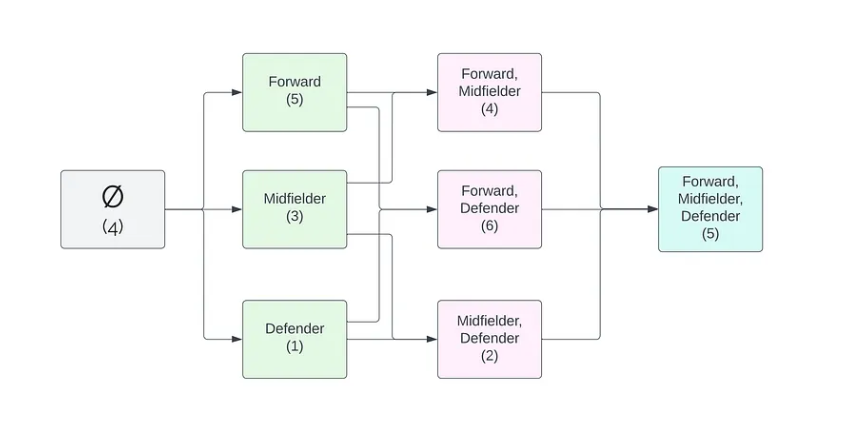 ∅
(4)
Forward
(5)
Midfielder
(3)
Defender
(1)
Forward,
Midfielder
(4)
Forward,
Defender
(6)
Midfielder,
Defender
(2)
Forward,
Midfielder,
Defender
(5)